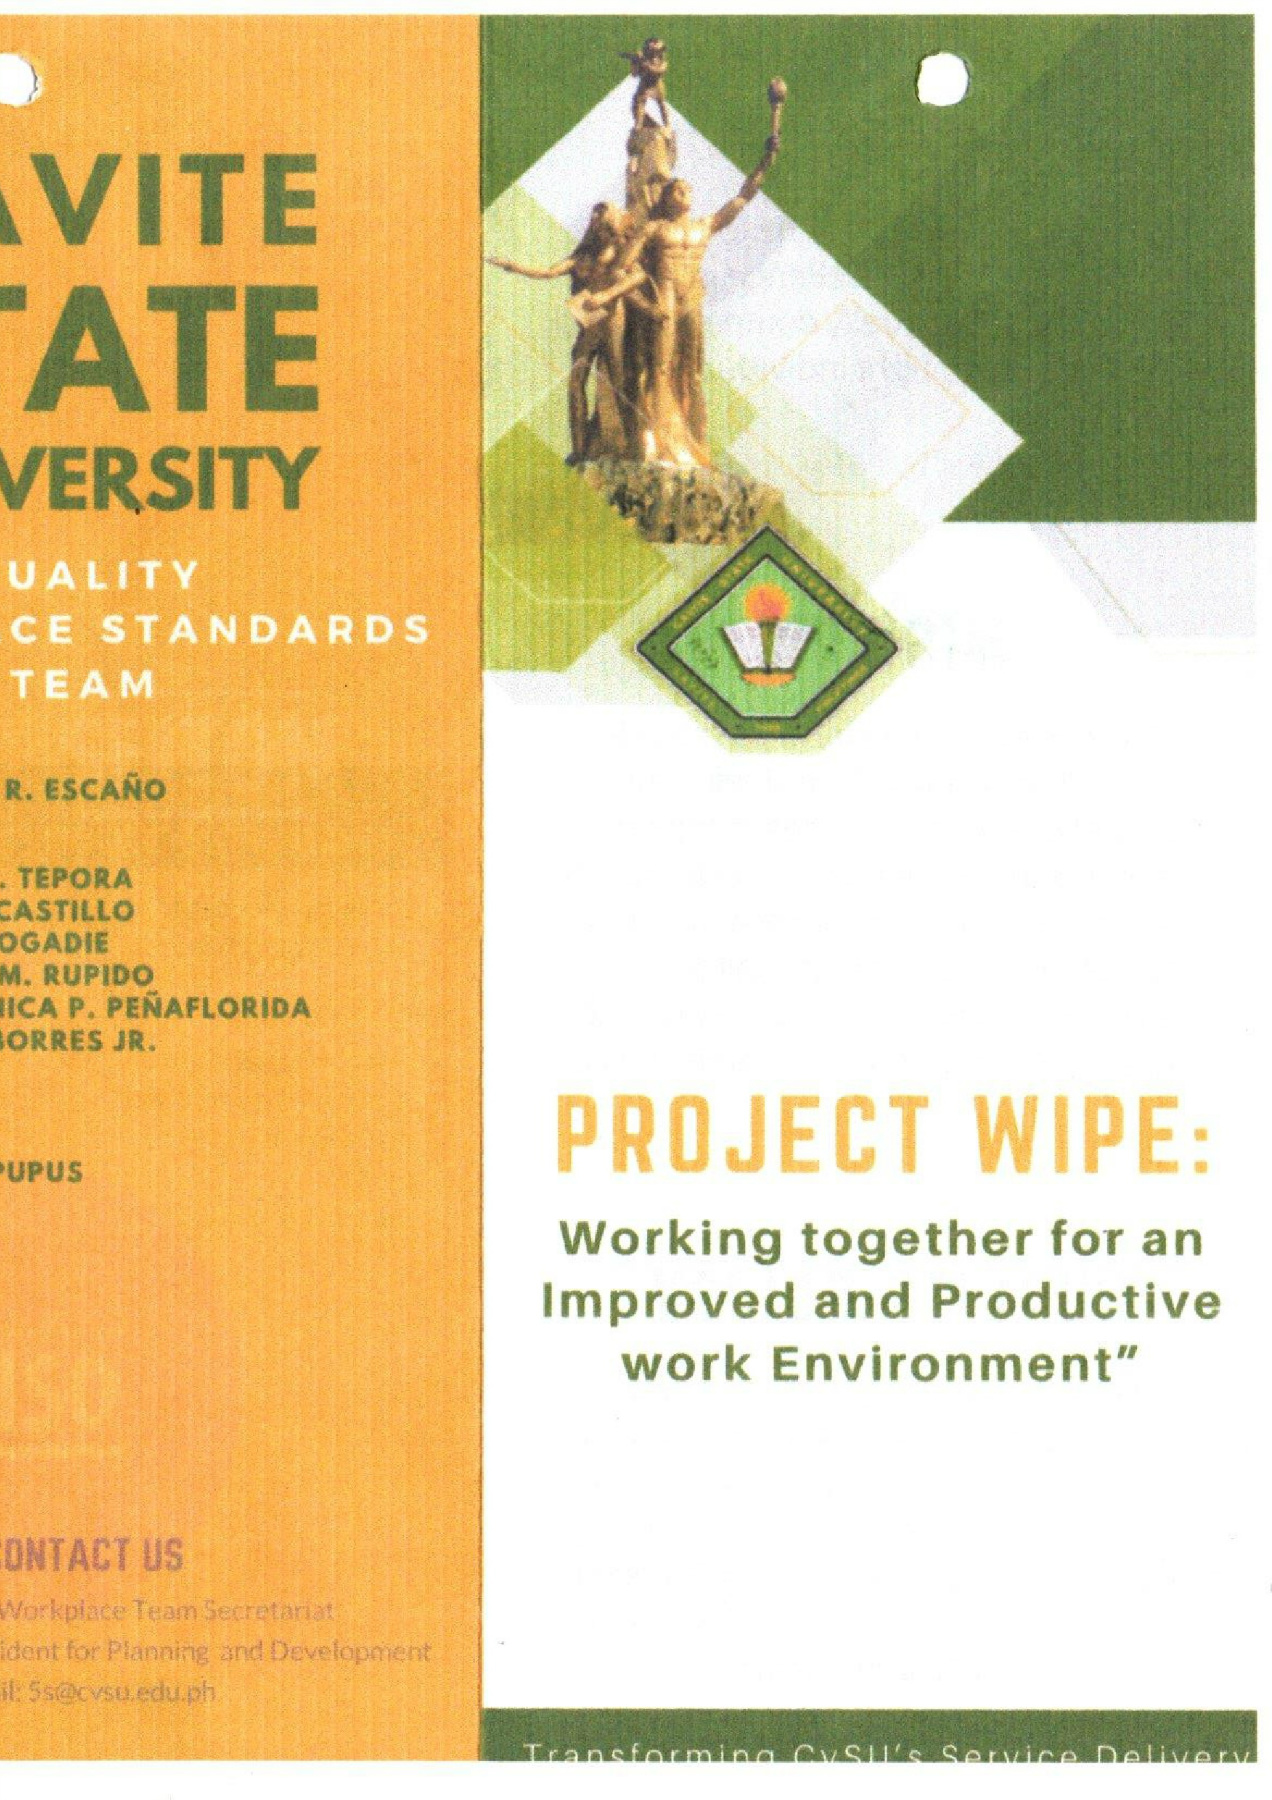 AVITE
TATE
VERSITY
UALITY
CE STANDARDS
TEAM
R. ESCAÑO
. TEPORA
CASTILLO
OGADIE
M. RUPIDO
NICA P. PEÑAFLORIDA
BORRES JR.
PUPUS
CONTACT US
Workplace Team Secretariat
ident for Planning and Development
il: 5s@cvsu.edu.ph
PROJECT WIPE:
Working together for an
Improved and Productive
work Environment”
Transforming CvSU's Service Delivery